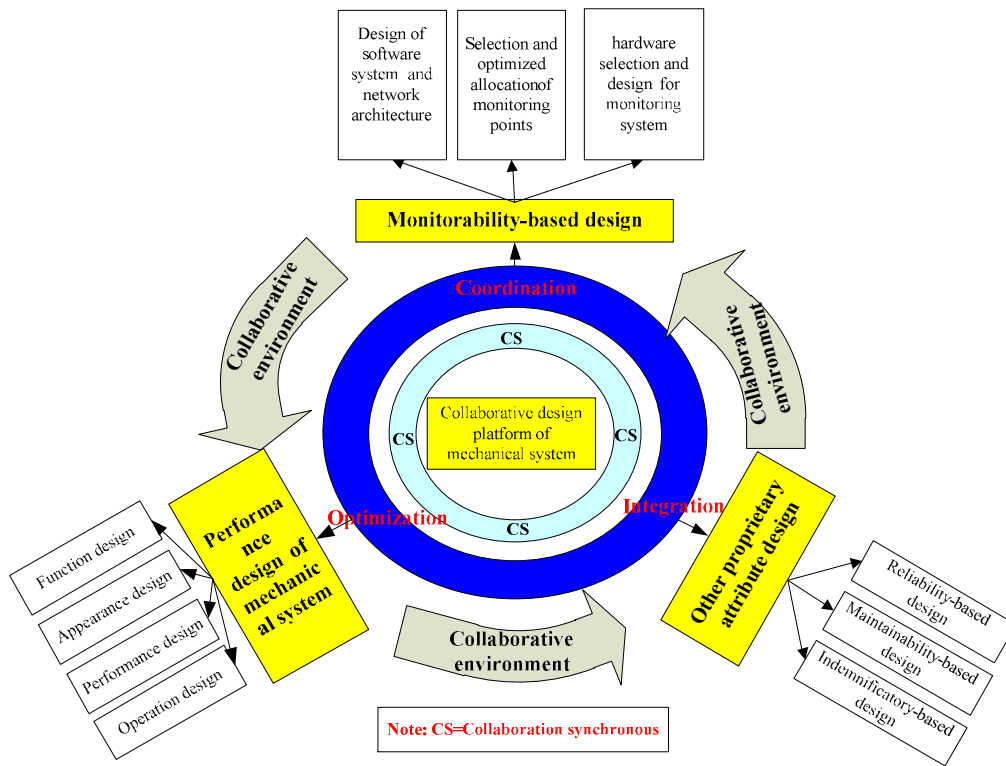 Design of
software
system and
network
architecture
Selection and
optimized
allocationof
monitoring
points
hardware
selection and
design for
monitoring
system
Monitorability-based design
Coordination
Collaborative
environment
Collaborative
environment
CS
CS
CS
CS
Collaborative design
platform of
mechanical system
Optimization
Integration
Performa
nce
design of
mechanic
al system
Other proprietary
attribute design
Function design
Appearance design
Performance design
Operation design
Reliability-based
design
Maintainability-based
design
Indemnificatory-based
design
Collaborative
environment
Note: CS=Collaboration synchronous